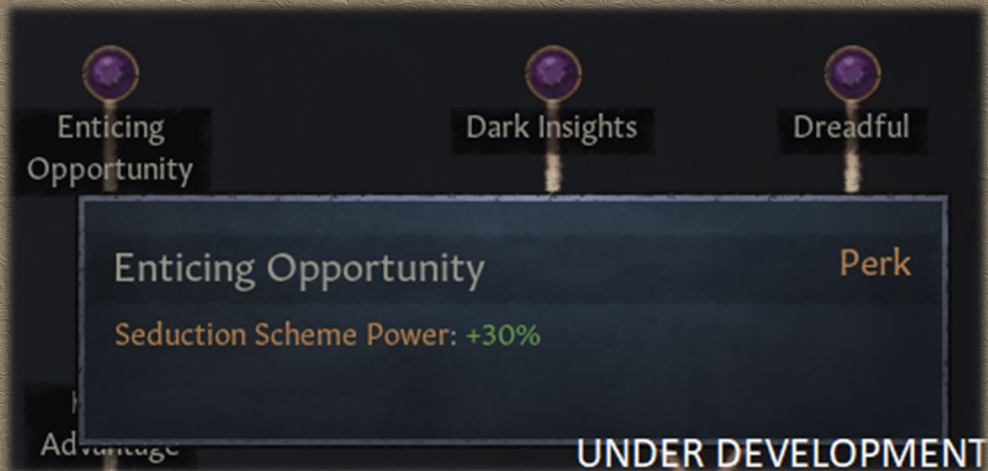 Enticing
Opportunity
Dark Insights
Dreadful
Enticing Opportunity
Perk
Seduction Scheme Power: +30%
Advantage
UNDER DEVELOPMENT